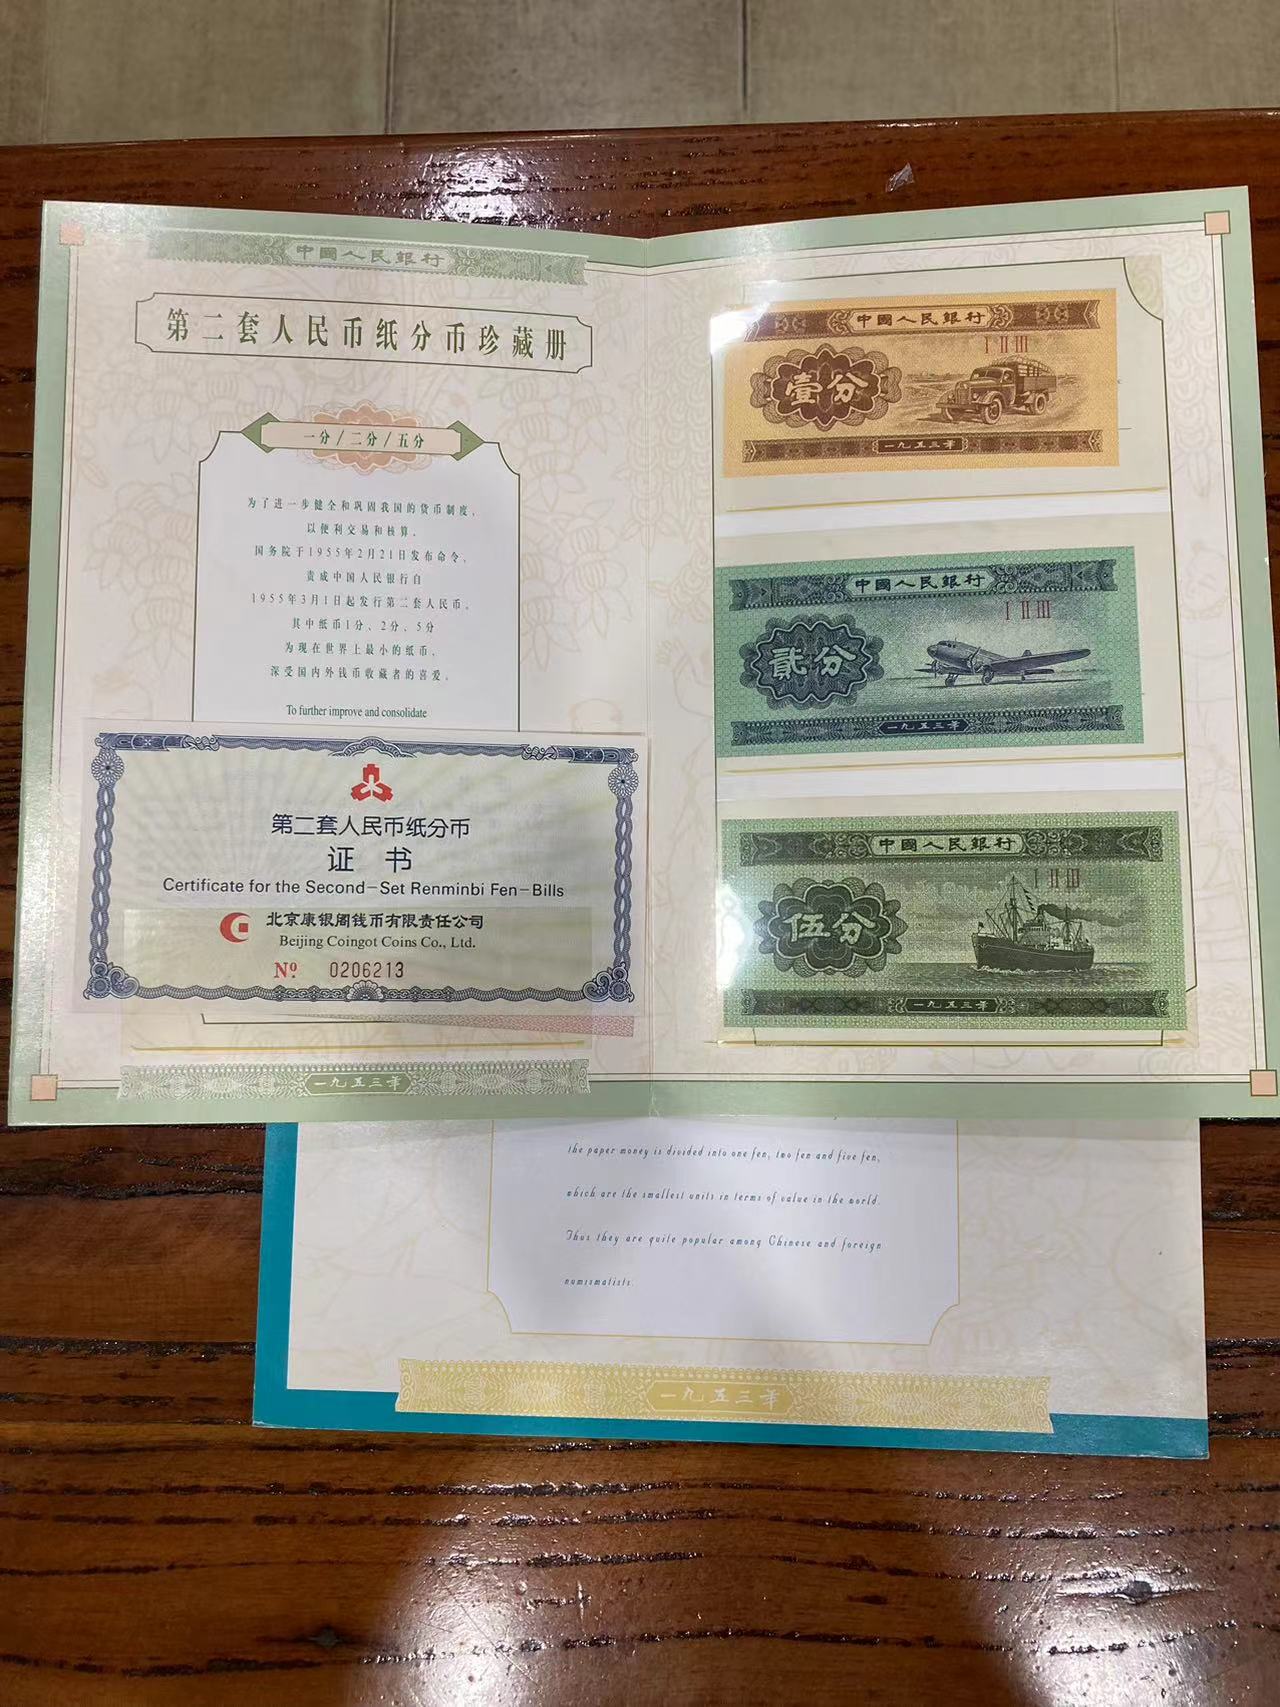 中國人民銀行
第二套人民币纸分币珍藏册
一分/二分/五分
为了进一步健全和巩固我国的货币制度,
以便利交易和核算,
国务院于1955年2月21日发布命令,
责成中国人民银行自
1955年3月1日起发行第二套人民币,
其中纸币1分、2分、5分
为现在世界上最小的纸币,
深受国内外钱币收藏者的喜爱。
To further improve and consolidate
第二套人民币纸分币
证书
Certificate for the Second-Set Renminbi Fen-Bills
北京康银阁钱币有限责任公司
Beijing Coingot Coins Co., Ltd.
Nº 0206213
一九五三年
中國人民銀行
I II III
壹分
一九五三年
中國人民銀行
I II III
貳分
一九五三年
中國人民銀行
I II III
伍分
一九五三年
the paper money is divided into one fen, two fen and five fen,
which are the smallest units in terms of value in the world.
Thus they are quite popular among Chinese and foreign
numismatists.
一九五三年